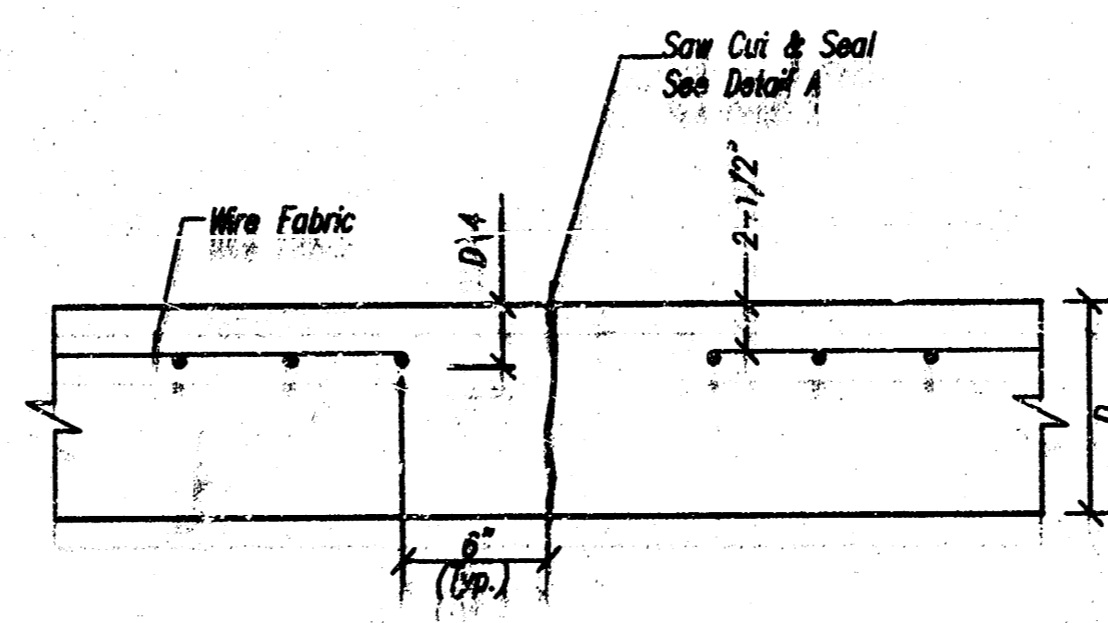 Saw Cut & Seal
See Detail A
2-1/2"
D\4
Wire Fabric
D
6"
(Typ.)